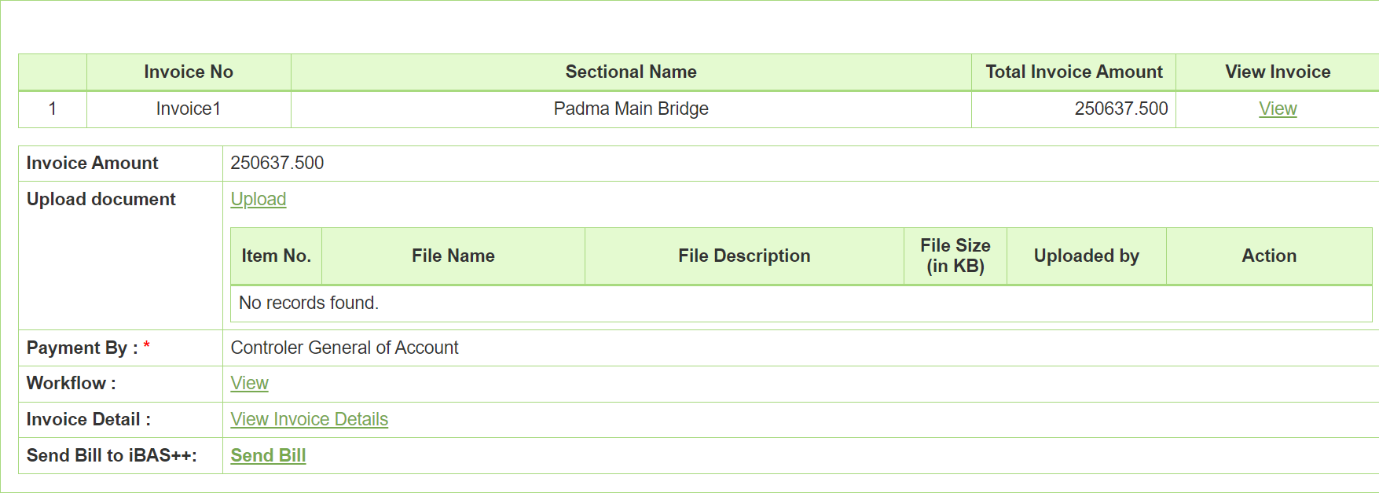 Invoice No Sectional Name Total Invoice Amount View Invoice
1 Invoice1 Padma Main Bridge 250637.500 View
Invoice Amount 250637.500
Upload document Upload
Item No. File Name File Description File Size (in KB) Uploaded by Action
No records found.
Payment By : * Controler General of Account
Workflow : View
Invoice Detail : View Invoice Details
Send Bill to iBAS++: Send Bill